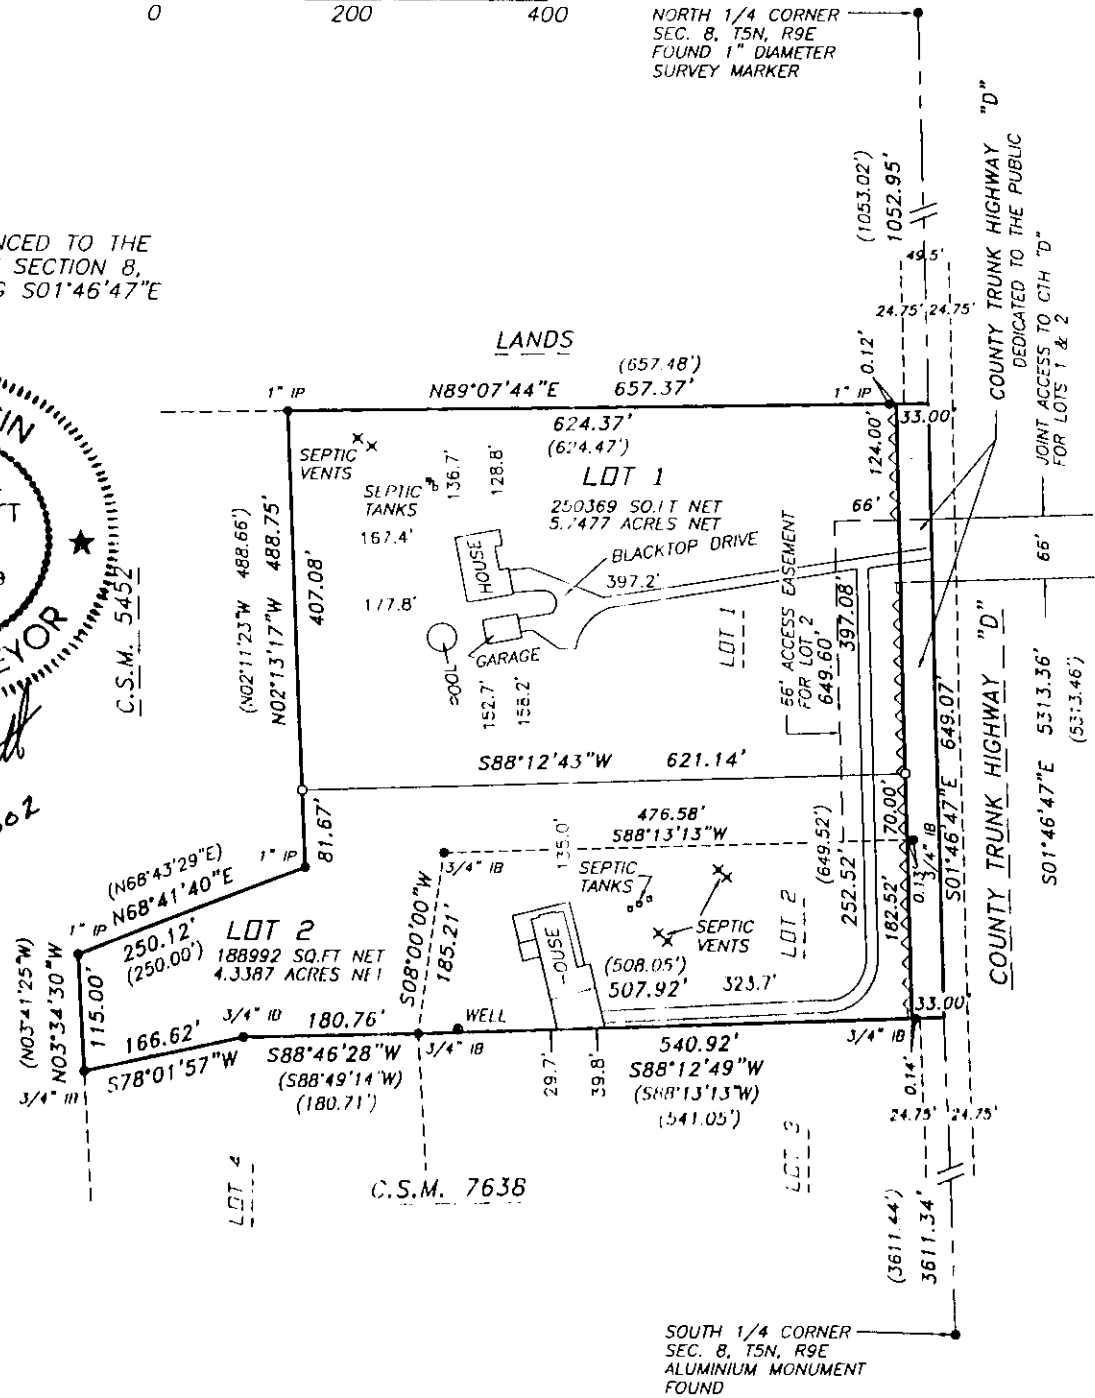 0 200 400
NORTH 1/4 CORNER
SEC. 8, T5N, R9E
FOUND 1" DIAMETER
SURVEY MARKER
COUNTY TRUNK HIGHWAY "D"
DEDICATED TO THE PUBLIC
JOINT ACCESS TO CTH "D"
FOR LOTS 1 & 2
(1053.02')
1052.95'
49.5'
24.75' 24.75'
NCED TO THE
SECTION 8,
S01°46'47"E
LANDS
(657.48')
N89°07'44"E 657.37'
0.12'
1" IP
1" IP
33.00'
624.37'
(624.47')
124.00'
SEPTIC
VENTS
SEPTIC
TANKS
136.7'
128.8'
LOT 1
250369 SQ.FT NET
5.7477 ACRES NET
66'
66'
BLACKTOP DRIVE
167.4'
HOUSE
397.2'
177.8'
POOL
GARAGE
152.7'
158.2'
LOT 1
66' ACCESS EASEMENT
FOR LOT 2
649.60'
397.08'
C.S.M. 5452
(N02°11'23"W 488.66')
N02°13'17"W 488.75'
407.08'
IN
YOR
S88°12'43"W 621.14'
649.07'
S01°46'47"E
COUNTY TRUNK HIGHWAY "D"
S01°46'47"E 5313.36'
(5313.46')
81.67'
1" IP
476.58'
S88°13'13"W
70.00'
(649.52')
3/4" IB
135.0'
0.13'
3/4" IB
SEPTIC
TANKS
(N68°43'29"E)
N68°41'40"E
1" IP
250.12'
(250.00')
LOT 2
188992 SQ.FT NET
4.3387 ACRES NET
S08°00'00"W
185.21'
HOUSE
SEPTIC
VENTS
LOT 2
252.52'
182.52'
(508.05')
507.92'
323.7'
(N03°41'25"W)
N03°34'30"W
115.00'
33.00'
3/4" IB
180.76'
WELL
3/4" IB
166.62'
S78°01'57"W
3/4" IB
S88°46'28"W
(S88°49'14"W)
(180.71')
3/4" IB
29.7'
39.8'
540.92'
S88°12'49"W
(S88°13'13"W)
(541.05')
0.14'
24.75' 24.75'
LOT 4
C.S.M. 7638
LOT 3
(3611.44')
3611.34'
SOUTH 1/4 CORNER
SEC. 8, T5N, R9E
ALUMINIUM MONUMENT
FOUND